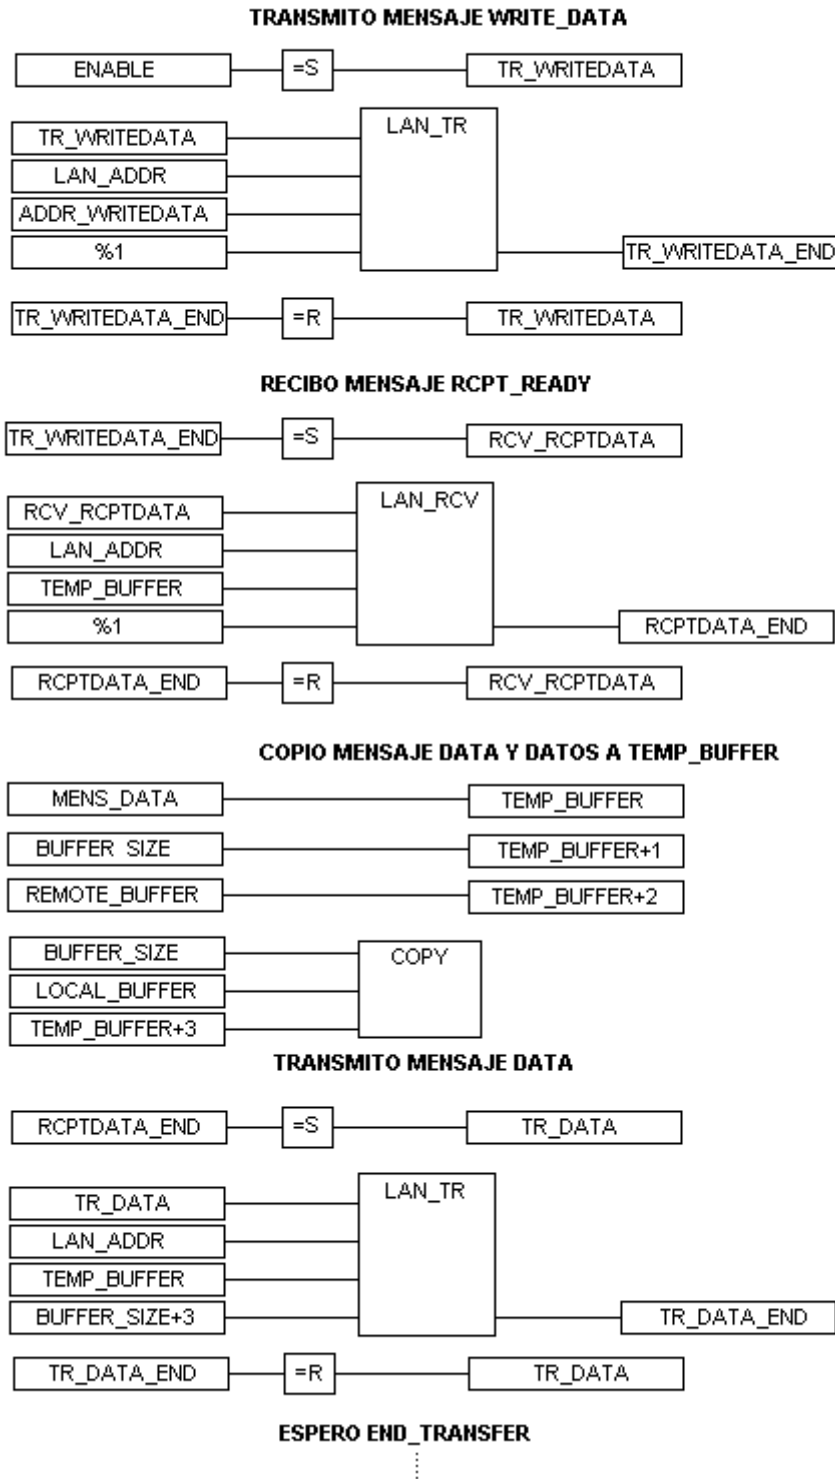 TRANSMITO MENSAJE WRITE_DATA
ENABLE =S TR_WRITEDATA
LAN_TR
TR_WRITEDATA
LAN_ADDR
ADDR_WRITEDATA
%1 TR_WRITEDATA_END
TR_WRITEDATA_END =R TR_WRITEDATA
RECIBO MENSAJE RCPT_READY
TR_WRITEDATA_END =S RCV_RCPTDATA
LAN_RCV
RCV_RCPTDATA
LAN_ADDR
TEMP_BUFFER
%1 RCPTDATA_END
RCPTDATA_END =R RCV_RCPTDATA
COPIO MENSAJE DATA Y DATOS A TEMP_BUFFER
MENS_DATA TEMP_BUFFER
BUFFER SIZE TEMP_BUFFER+1
REMOTE_BUFFER TEMP_BUFFER+2
BUFFER_SIZE COPY
LOCAL_BUFFER
TEMP_BUFFER+3
TRANSMITO MENSAJE DATA
RCPTDATA_END =S TR_DATA
LAN_TR
TR_DATA
LAN_ADDR
TEMP_BUFFER
BUFFER_SIZE+3 TR_DATA_END
TR_DATA_END =R TR_DATA
ESPERO END_TRANSFER